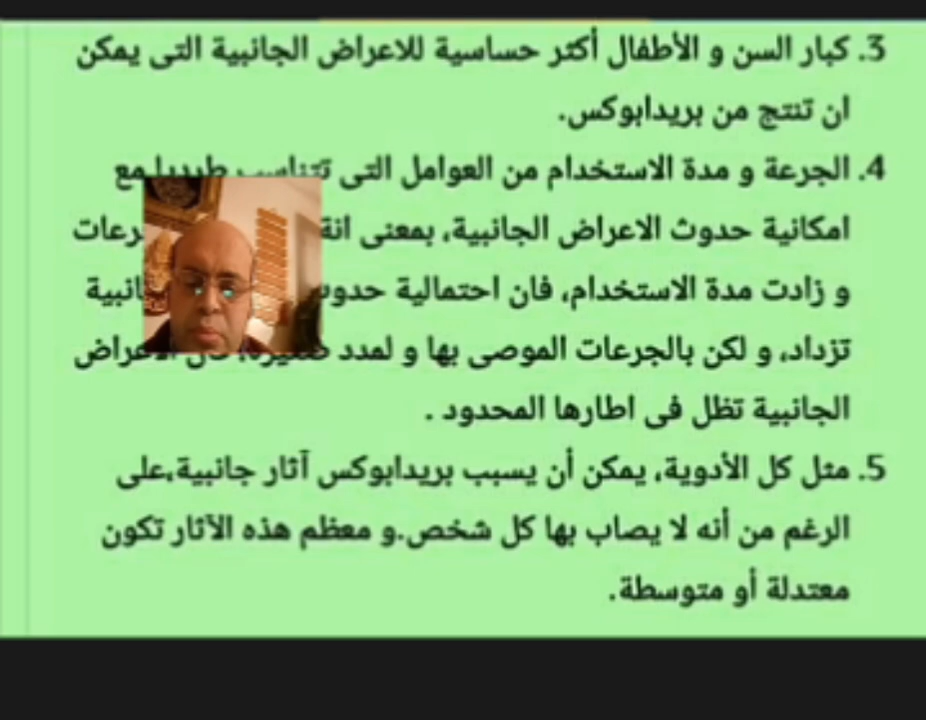 3. كبار السن و الأطفال أكثر حساسية للاعراض الجانبية التى يمكن
ان تنتج من بريدابوكس.
4. الجرعة و مدة الاستخدام من العوامل التى تتناسب طرديا مع
امكانية حدوث الاعراض الجانبية، بمعنى
و زادت مدة الاستخدام، فان احتمالية
تزداد، و لكن بالجرعات الموصى بها و لمدد
الجانبية تظل فى اطارها المحدود .
5. مثل كل الأدوية، يمكن أن يسبب بريدابوكس آثار جانبية،على
الرغم من أنه لا يصاب بها كل شخص.و معظم هذه الآثار تكون
معتدلة أو متوسطة.